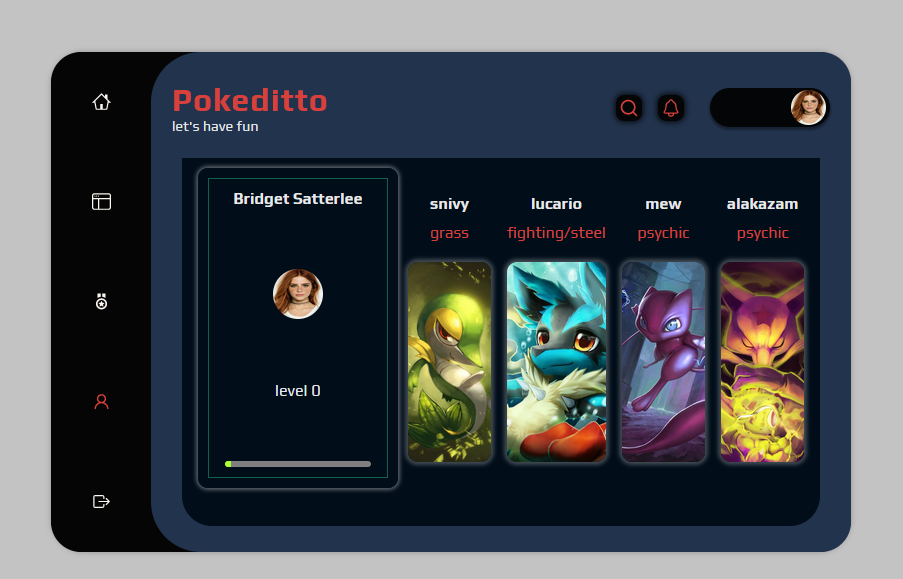 Pokeditto
let's have fun
Bridget Satterlee
level 0
snivy
grass
lucario
fighting/steel
mew
psychic
alakazam
psychic